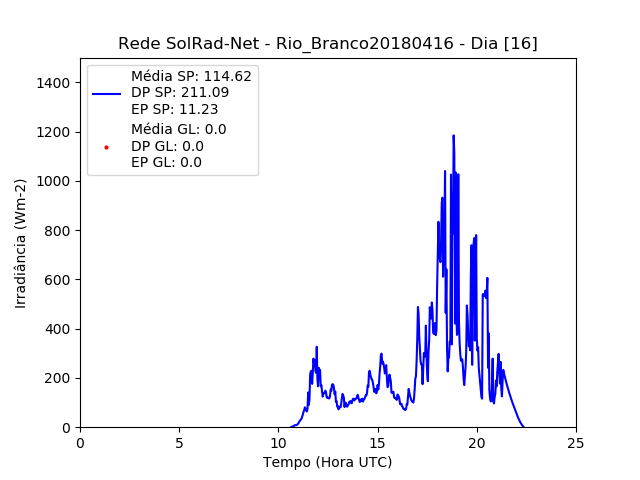 Rede SolRad-Net - Rio_Branco20180416 - Dia [16]
Média SP: 114.62
DP SP: 211.09
EP SP: 11.23
Média GL: 0.0
DP GL: 0.0
EP GL: 0.0
Irradiância (Wm-2)
1400
1200
1000
800
600
400
200
0
0 5 10 15 20 25
Tempo (Hora UTC)